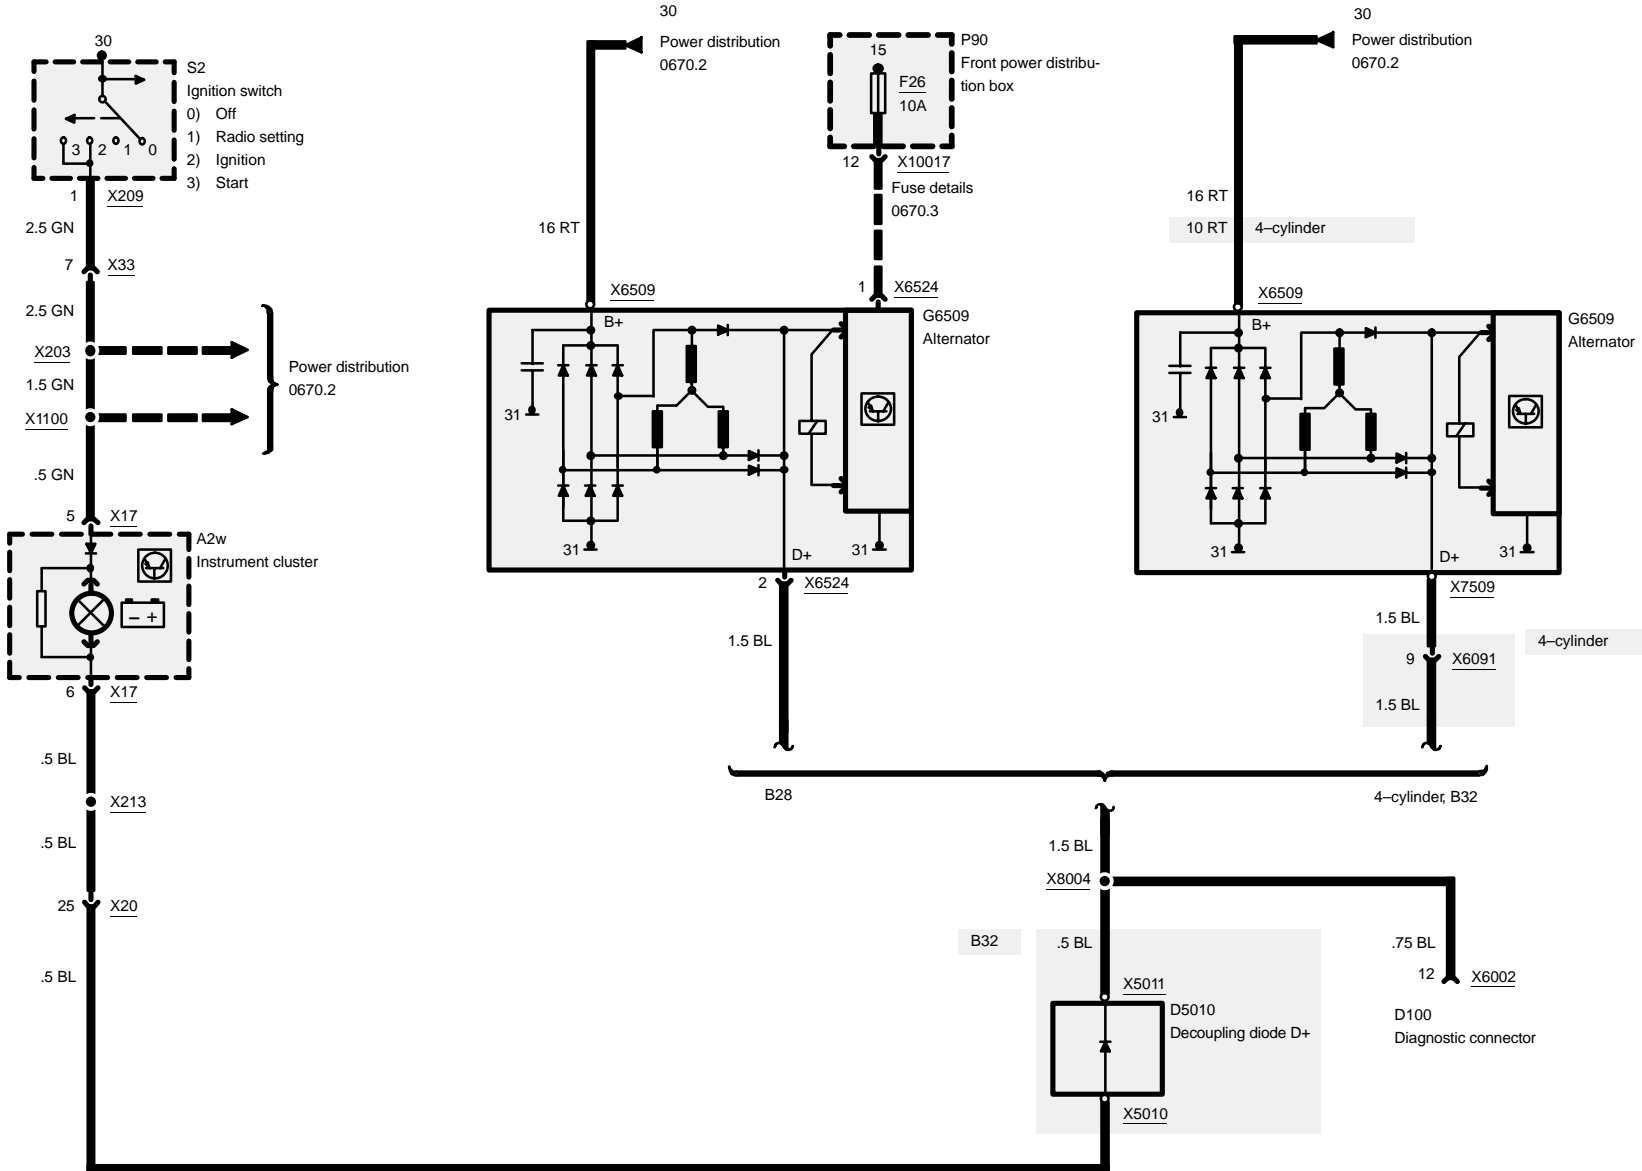 30
S2
Ignition switch
0) Off
1) Radio setting
2) Ignition
3) Start
3 2 1 0
1 X209
2.5 GN
7 X33
2.5 GN
X203
1.5 GN
X1100
Power distribution
0670.2
.5 GN
5 X17
A2w
Instrument cluster
– +
6 X17
.5 BL
X213
.5 BL
25 X20
.5 BL
30
Power distribution
0670.2
16 RT
X6509
B+
31
31
31
D+
P90
Front power distribu-
tion box
15
F26
10A
12 X10017
Fuse details
0670.3
1 X6524
G6509
Alternator
2 X6524
1.5 BL
30
Power distribution
0670.2
16 RT
10 RT 4–cylinder
X6509
B+
G6509
Alternator
31
31
31
D+
X7509
1.5 BL
4–cylinder
9 X6091
1.5 BL
B28
4–cylinder, B32
1.5 BL
X8004
B32
.5 BL
.75 BL
12 X6002
X5011
D5010
Decoupling diode D+
D100
Diagnostic connector
X5010